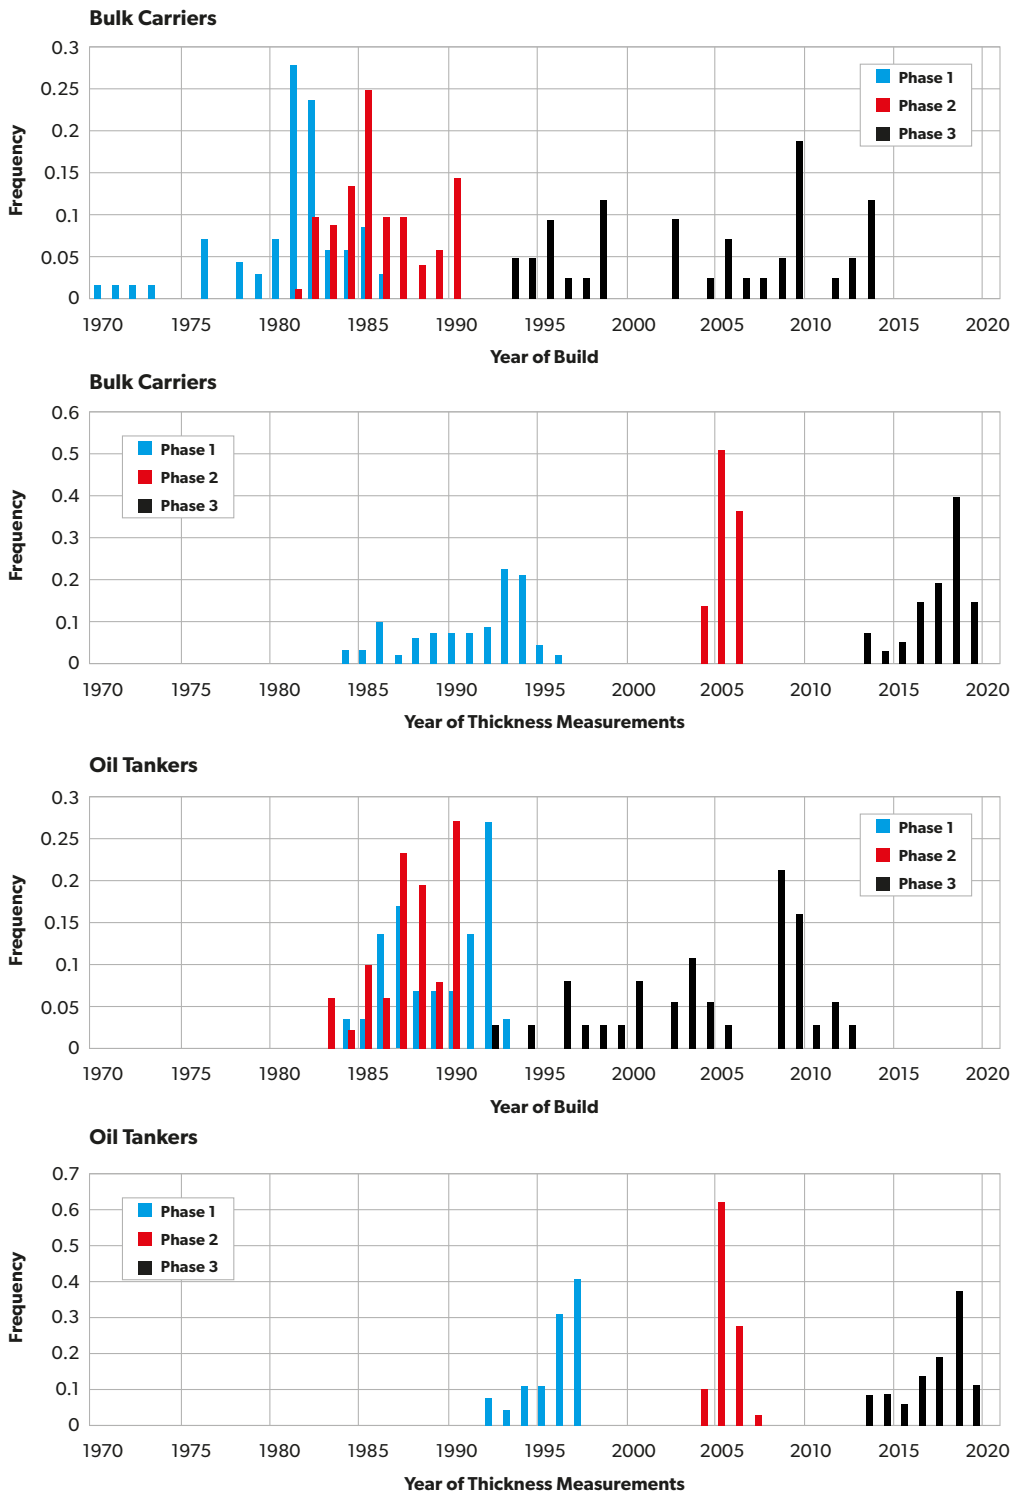 Bulk Carriers
0.3
0.25
0.2
0.15
0.1
0.05
0
Frequency
Phase 1
Phase 2
Phase 3
1970 1975 1980 1985 1990 1995 2000 2005 2010 2015 2020
Year of Build
Bulk Carriers
0.6
0.5
0.4
0.3
0.2
0.1
0
Frequency
Phase 1
Phase 2
Phase 3
1970 1975 1980 1985 1990 1995 2000 2005 2010 2015 2020
Year of Thickness Measurements
Oil Tankers
0.3
0.25
0.2
0.15
0.1
0.05
0
Frequency
Phase 1
Phase 2
Phase 3
1970 1975 1980 1985 1990 1995 2000 2005 2010 2015 2020
Year of Build
Oil Tankers
0.7
0.6
0.5
0.4
0.3
0.2
0.1
0
Frequency
Phase 1
Phase 2
Phase 3
1970 1975 1980 1985 1990 1995 2000 2005 2010 2015 2020
Year of Thickness Measurements